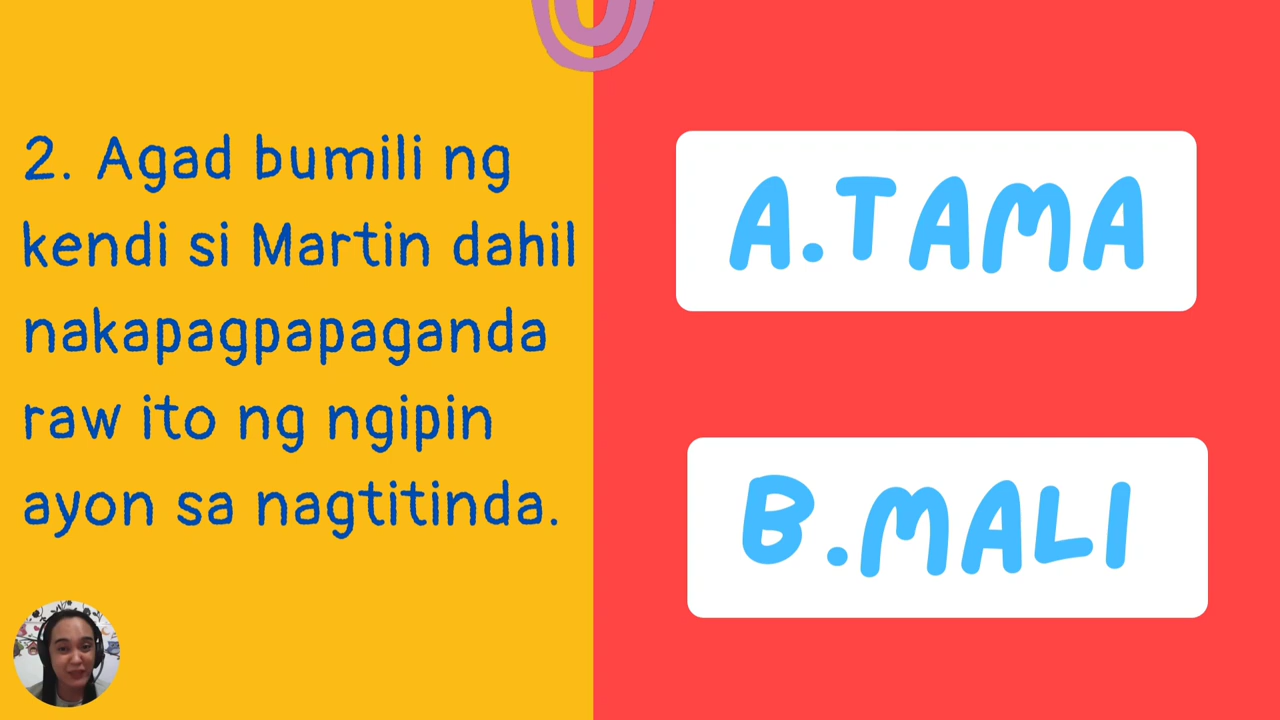 2. Agad bumili ng
kendi si Martin dahil
nakapagpapaganda
raw ito ng ngipin
ayon sa nagtitinda.
A.TAMA
B.MALI